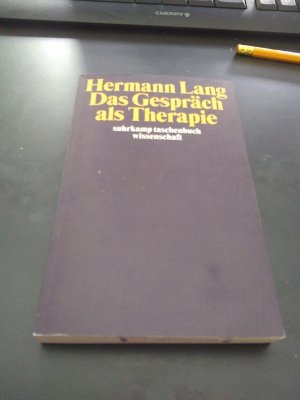 CHERRY
Hermann Lang
Das Gespräch
als Therapie
suhrkamp taschenbuch
wissenschaft